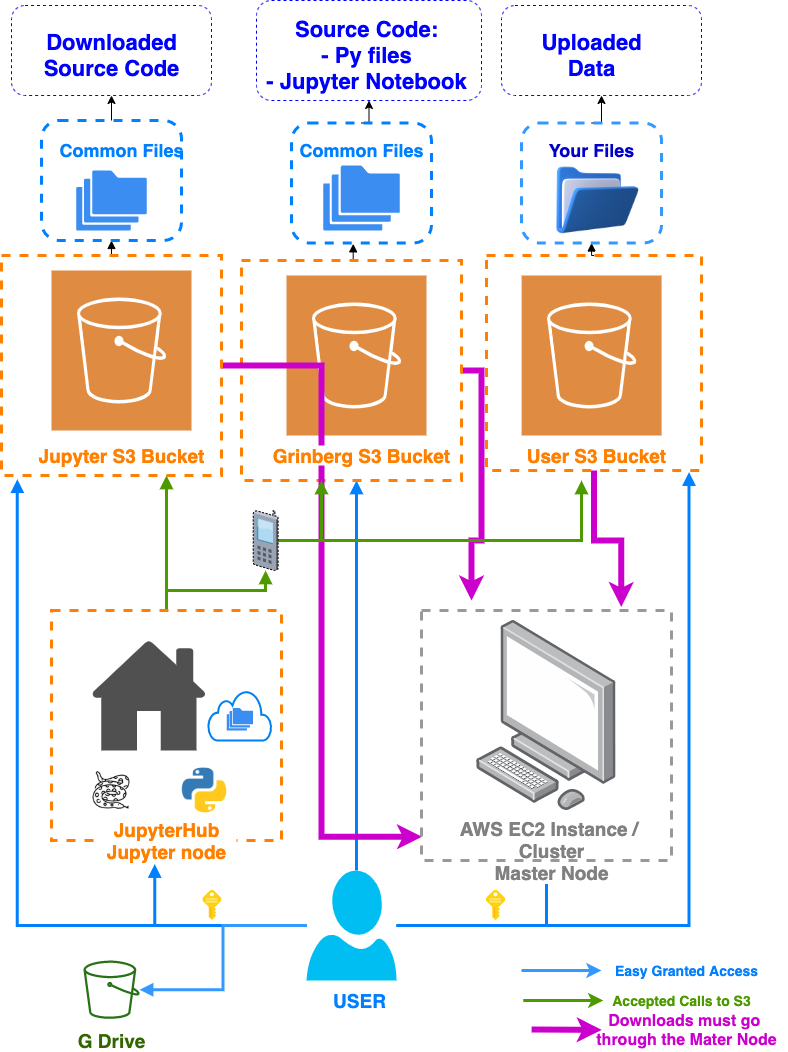 Downloaded
Source Code
Source Code:
- Py files
- Jupyter Notebook
Uploaded
Data
Common Files
Common Files
Your Files
Jupyter S3 Bucket
Grinberg S3 Bucket
User S3 Bucket
JupyterHub
Jupyter node
AWS EC2 Instance /
Cluster
Master Node
USER
G Drive
Easy Granted Access
Accepted Calls to S3
Downloads must go
through the Mater Node